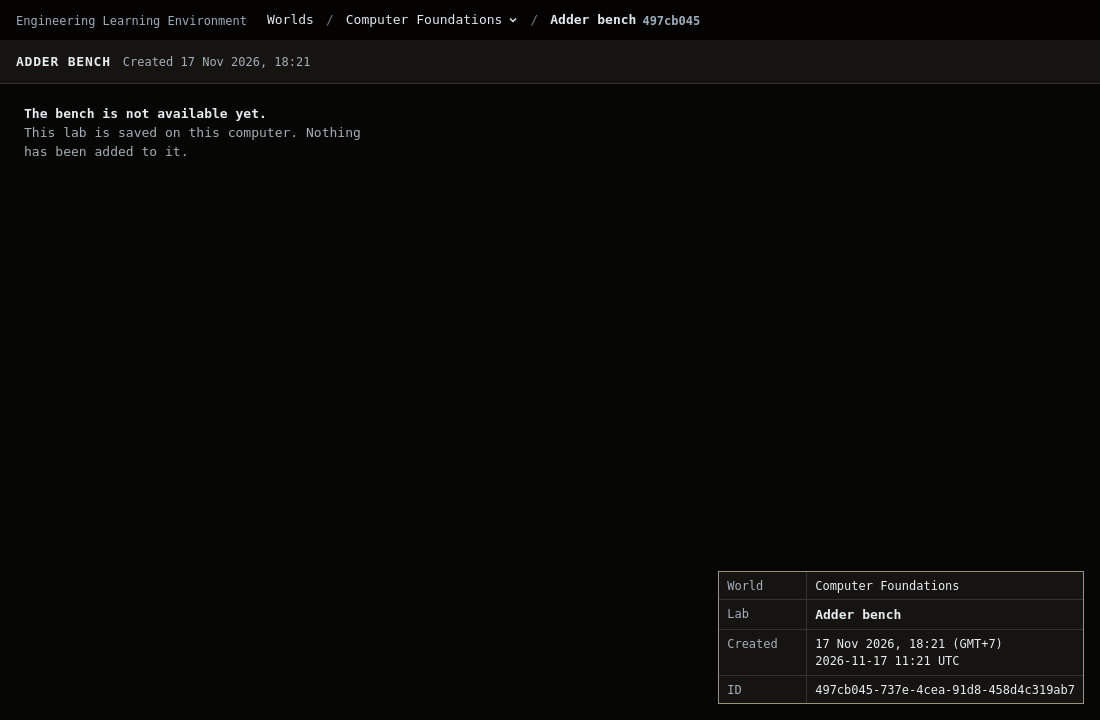 Engineering Learning Environment Worlds / Computer Foundations / Adder bench 497cb045
ADDER BENCH Created 17 Nov 2026, 18:21
The bench is not available yet.
This lab is saved on this computer. Nothing
has been added to it.
World Computer Foundations
Lab Adder bench
Created 17 Nov 2026, 18:21 (GMT+7)
2026-11-17 11:21 UTC
ID 497cb045-737e-4cea-91d8-458d4c319ab7